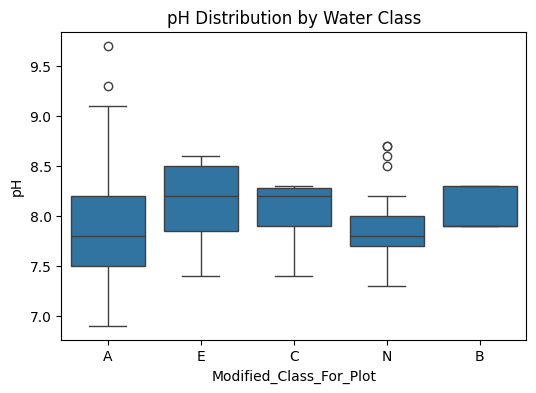 pH Distribution by Water Class
9.5
9.0
8.5
8.0
7.5
7.0
pH
A E C N B
Modified_Class_For_Plot